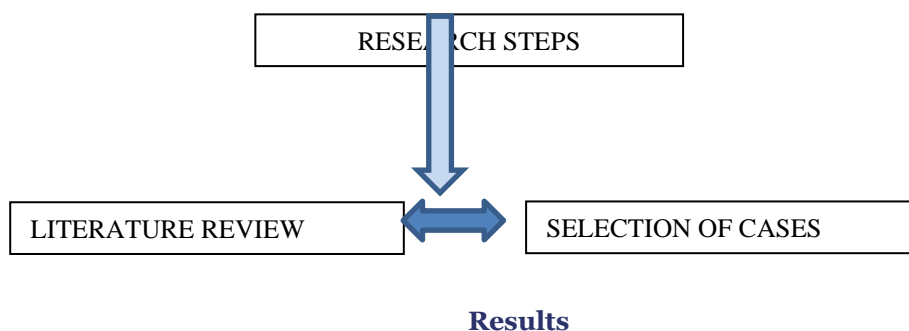 RESEARCH STEPS
LITERATURE REVIEW
SELECTION OF CASES
Results